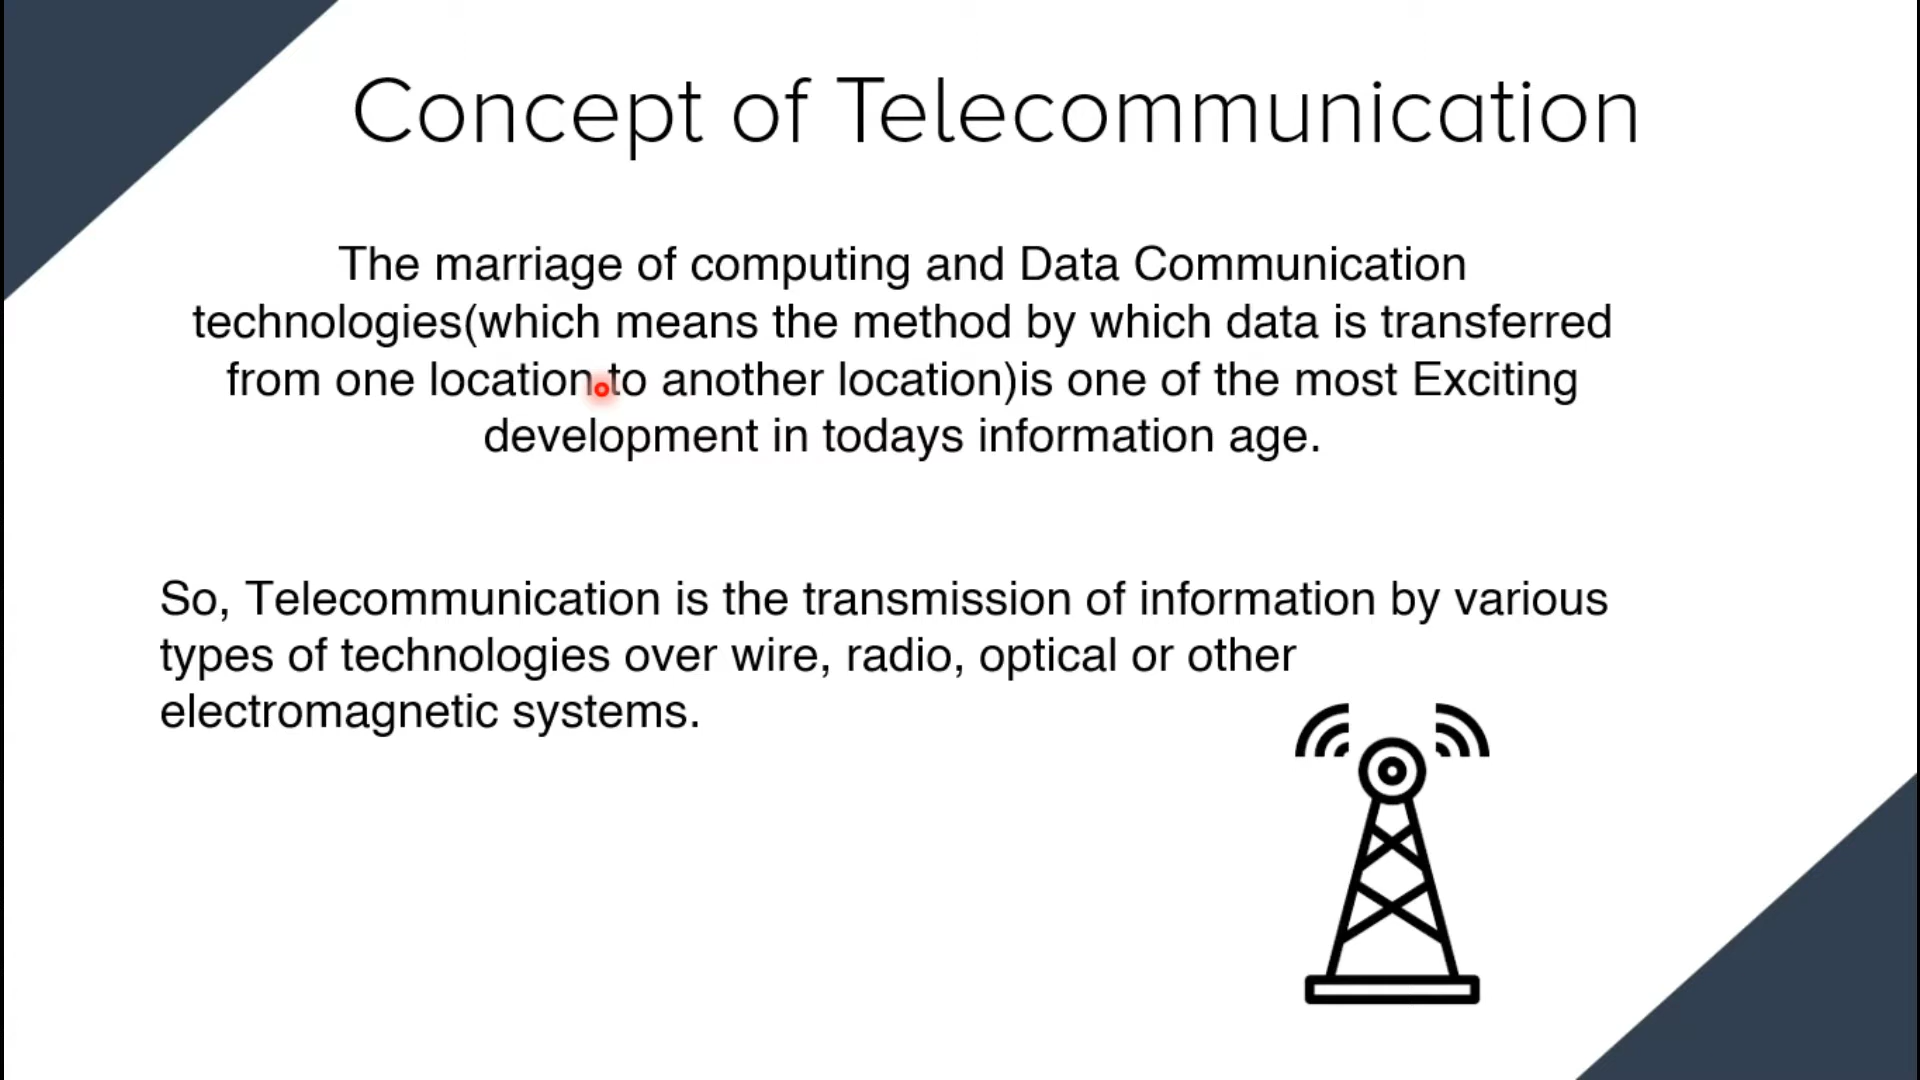 Concept of Telecommunication
The marriage of computing and Data Communication
technologies(which means the method by which data is transferred
from one location to another location)is one of the most Exciting
development in todays information age.
So, Telecommunication is the transmission of information by various
types of technologies over wire, radio, optical or other
electromagnetic systems.